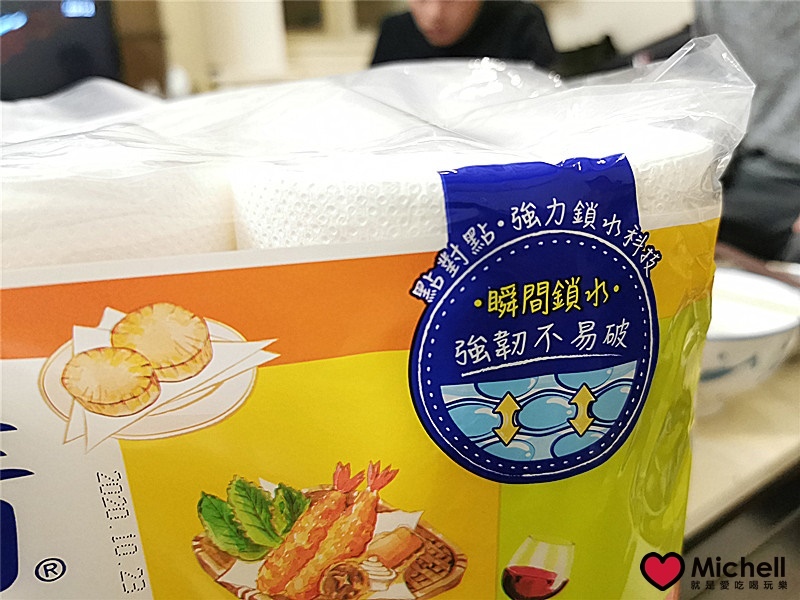 點對點·強力鎖水科技
·瞬間鎖水·
強韌不易破
2020.10.23
®
Michell
就是愛吃喝玩樂